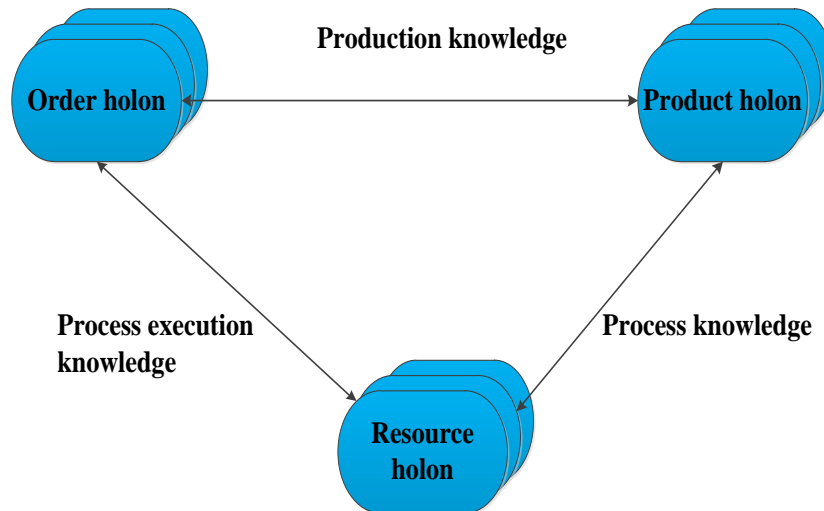 Production knowledge
Order holon
Product holon
Process execution
knowledge
Process knowledge
Resource
holon